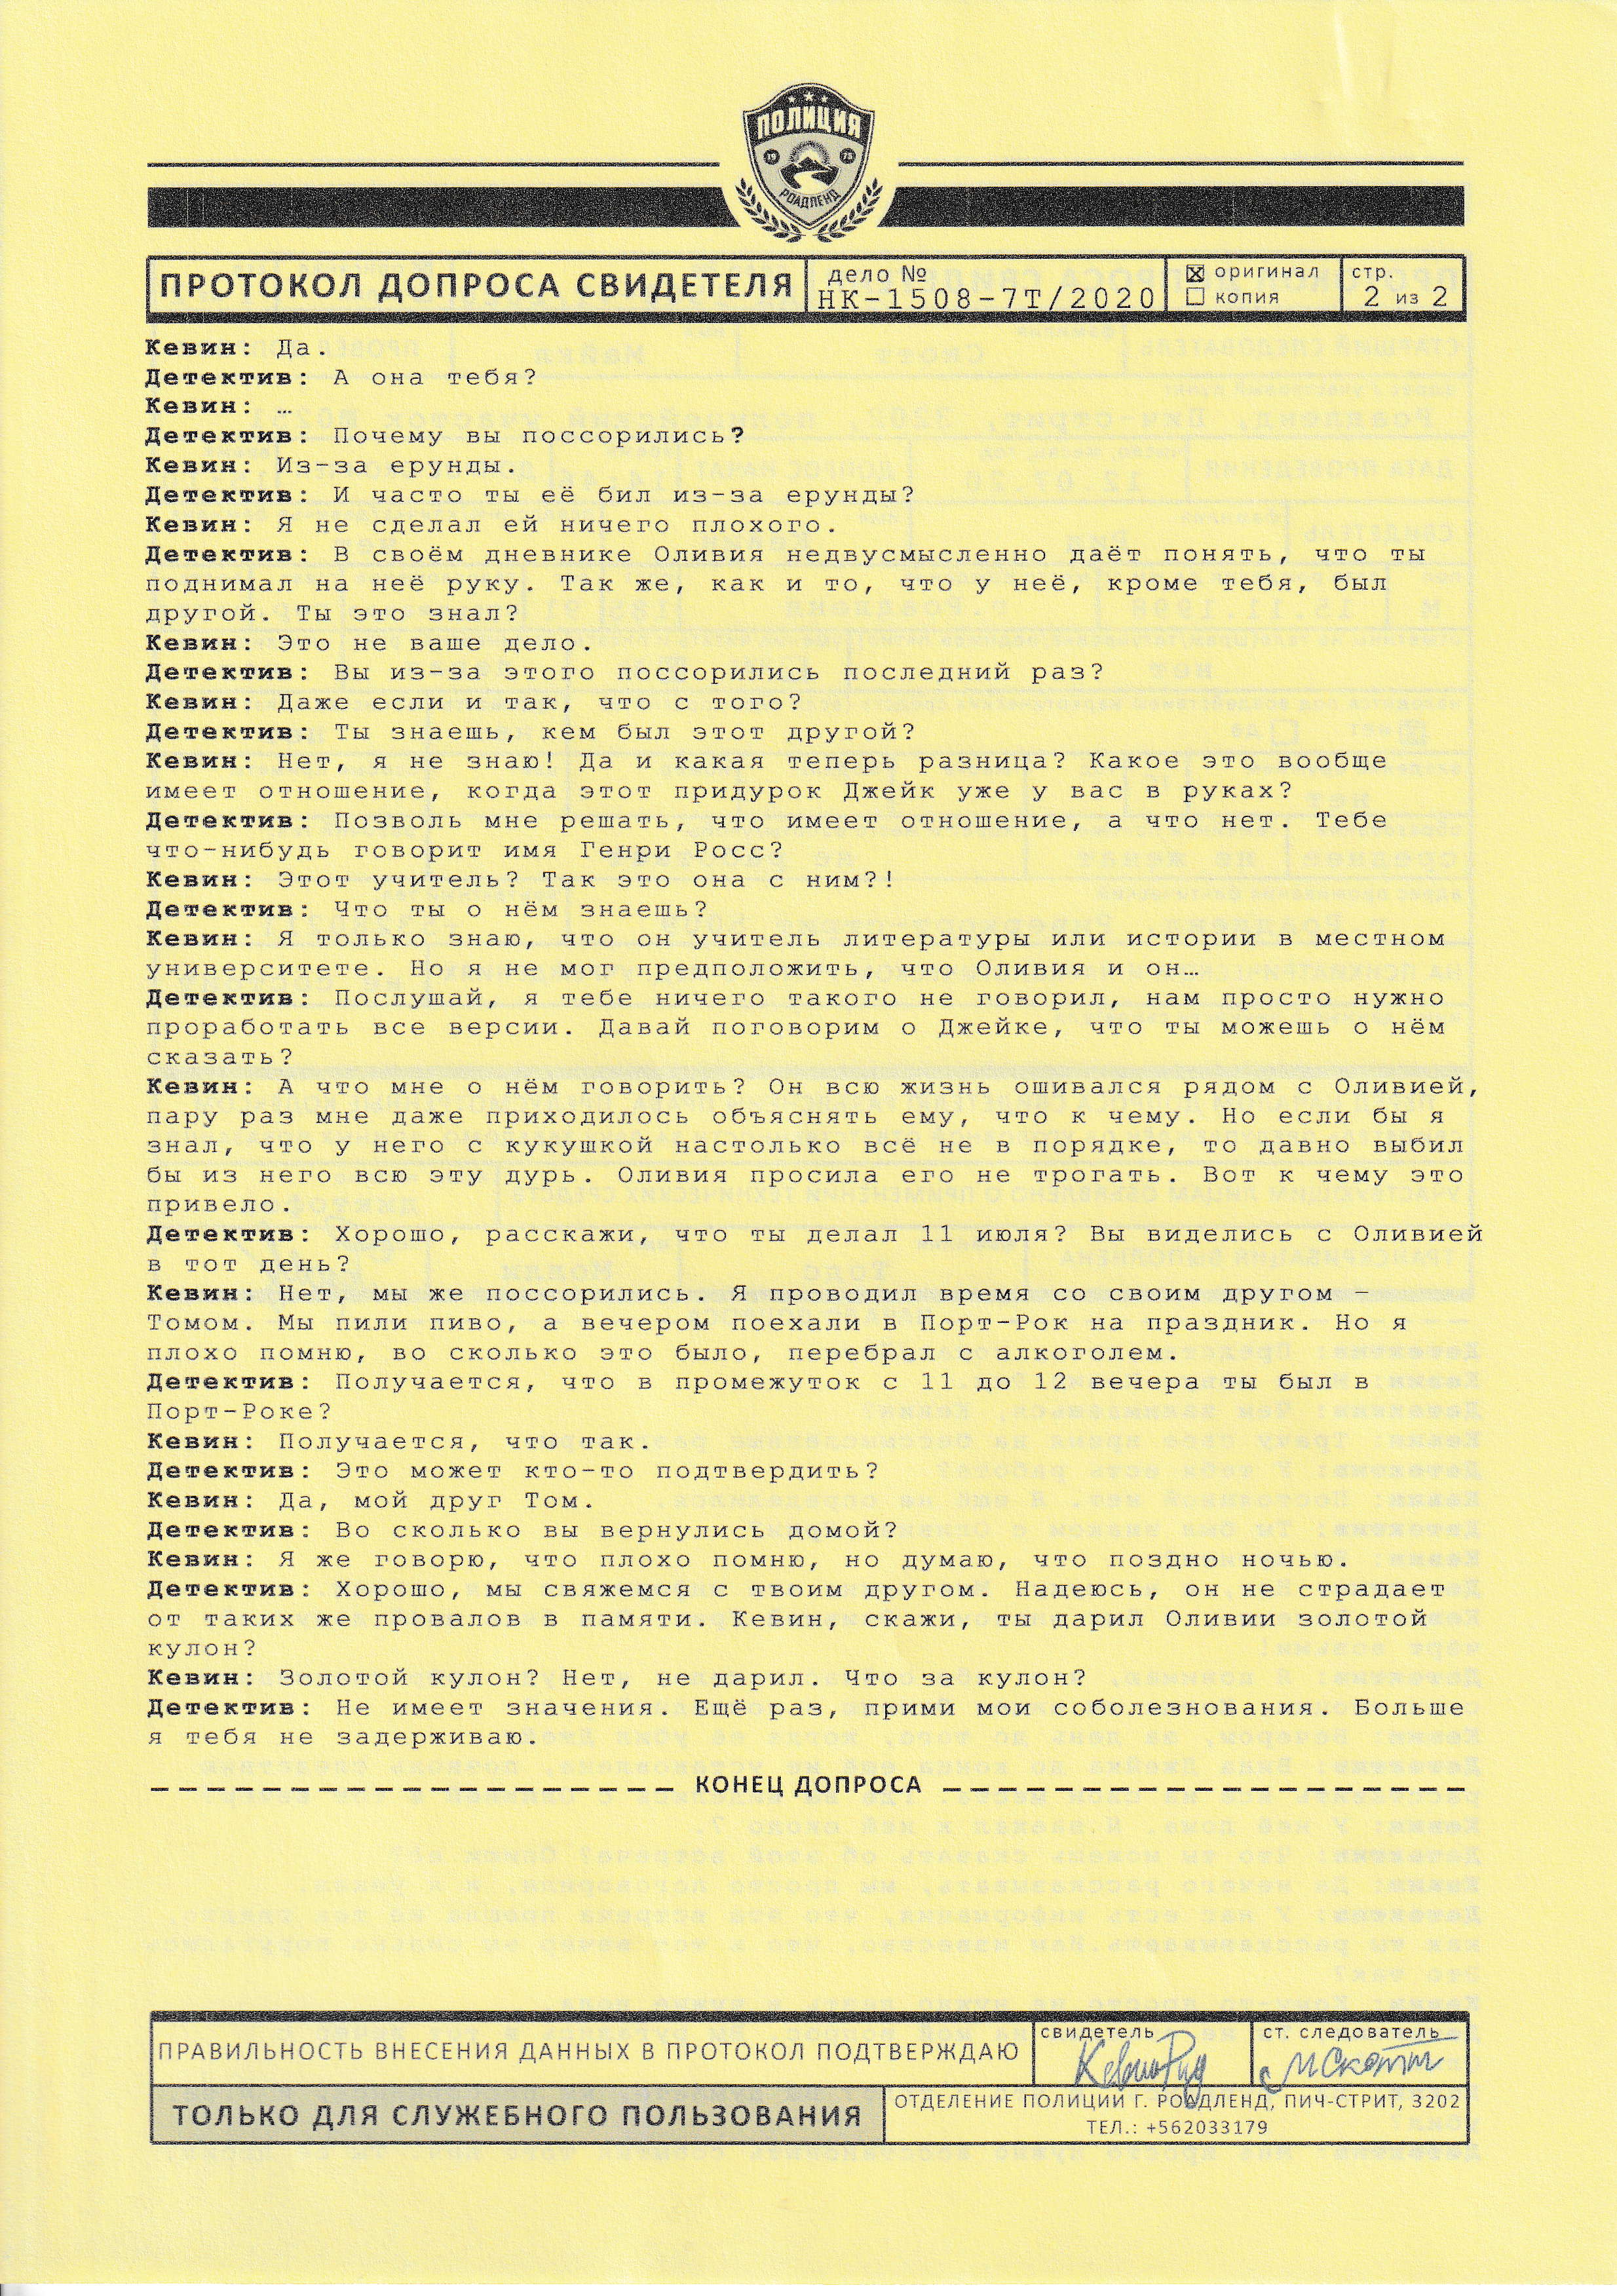 ПОЛИЦИЯ
19 78
РОАДЛЕНД
ПРОТОКОЛ ДОПРОСА СВИДЕТЕЛЯ
дело №
НК-1508-7Т/2020
☒ оригинал
☐ копия
стр.
2 из 2
Кевин: Да.
Детектив: А она тебя?
Кевин: …
Детектив: Почему вы поссорились?
Кевин: Из-за ерунды.
Детектив: И часто ты её бил из-за ерунды?
Кевин: Я не сделал ей ничего плохого.
Детектив: В своём дневнике Оливия недвусмысленно даёт понять, что ты
поднимал на неё руку. Так же, как и то, что у неё, кроме тебя, был
другой. Ты это знал?
Кевин: Это не ваше дело.
Детектив: Вы из-за этого поссорились последний раз?
Кевин: Даже если и так, что с того?
Детектив: Ты знаешь, кем был этот другой?
Кевин: Нет, я не знаю! Да и какая теперь разница? Какое это вообще
имеет отношение, когда этот придурок Джейк уже у вас в руках?
Детектив: Позволь мне решать, что имеет отношение, а что нет. Тебе
что-нибудь говорит имя Генри Росс?
Кевин: Этот учитель? Так это она с ним?!
Детектив: Что ты о нём знаешь?
Кевин: Я только знаю, что он учитель литературы или истории в местном
университете. Но я не мог предположить, что Оливия и он…
Детектив: Послушай, я тебе ничего такого не говорил, нам просто нужно
проработать все версии. Давай поговорим о Джейке, что ты можешь о нём
сказать?
Кевин: А что мне о нём говорить? Он всю жизнь ошивался рядом с Оливией,
пару раз мне даже приходилось объяснять ему, что к чему. Но если бы я
знал, что у него с кукушкой настолько всё не в порядке, то давно выбил
бы из него всю эту дурь. Оливия просила его не трогать. Вот к чему это
привело.
Детектив: Хорошо, расскажи, что ты делал 11 июля? Вы виделись с Оливией
в тот день?
Кевин: Нет, мы же поссорились. Я проводил время со своим другом –
Томом. Мы пили пиво, а вечером поехали в Порт-Рок на праздник. Но я
плохо помню, во сколько это было, перебрал с алкоголем.
Детектив: Получается, что в промежуток с 11 до 12 вечера ты был в
Порт-Роке?
Кевин: Получается, что так.
Детектив: Это может кто-то подтвердить?
Кевин: Да, мой друг Том.
Детектив: Во сколько вы вернулись домой?
Кевин: Я же говорю, что плохо помню, но думаю, что поздно ночью.
Детектив: Хорошо, мы свяжемся с твоим другом. Надеюсь, он не страдает
от таких же провалов в памяти. Кевин, скажи, ты дарил Оливии золотой
кулон?
Кевин: Золотой кулон? Нет, не дарил. Что за кулон?
Детектив: Не имеет значения. Ещё раз, прими мои соболезнования. Больше
я тебя не задерживаю.
КОНЕЦ ДОПРОСА
ПРАВИЛЬНОСТЬ ВНЕСЕНИЯ ДАННЫХ В ПРОТОКОЛ ПОДТВЕРЖДАЮ
свидетель
Кевин Рид
ст. следователь
М Скотт
ТОЛЬКО ДЛЯ СЛУЖЕБНОГО ПОЛЬЗОВАНИЯ
ОТДЕЛЕНИЕ ПОЛИЦИИ Г. РОАДЛЕНД, ПИЧ-СТРИТ, 3202
ТЕЛ.: +562033179